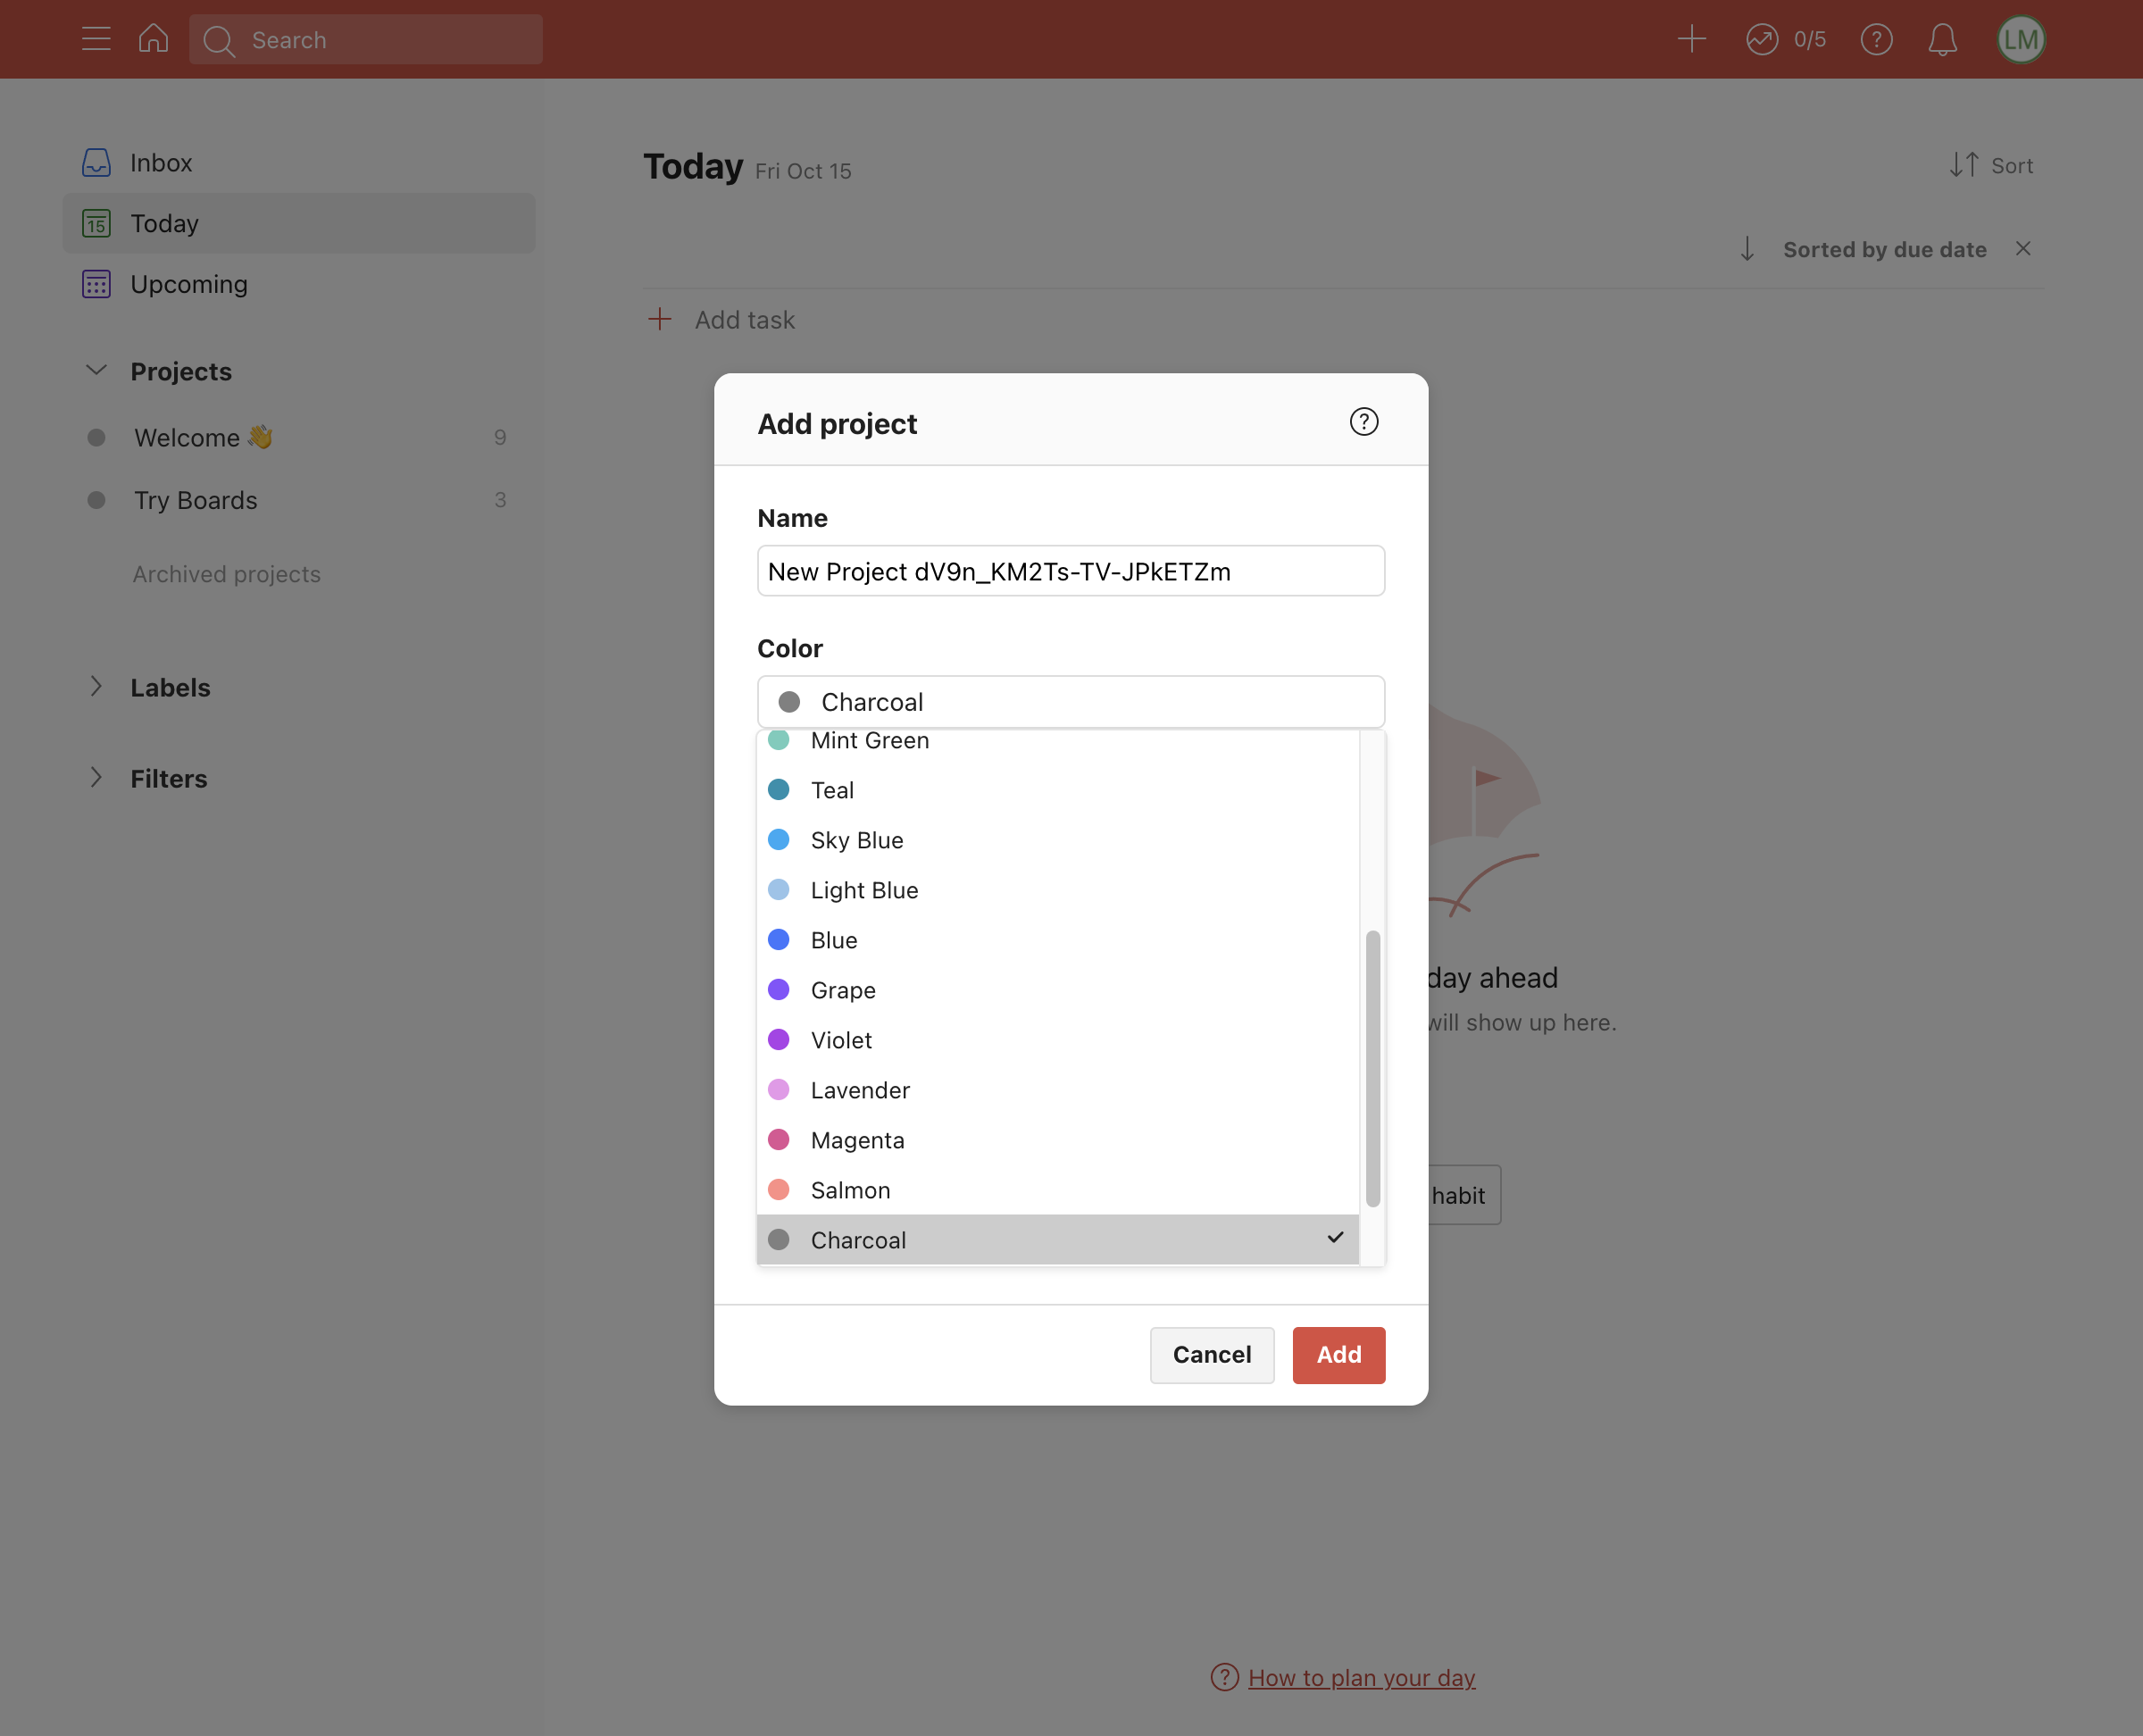 Search
0/5
?
LM
Inbox
15
Today
Upcoming
Projects
Welcome 👋
9
Try Boards
3
Archived projects
Labels
Filters
Today Fri Oct 15
Sort
Sorted by due date
Add task
Add project
?
Name
New Project dV9n_KM2Ts-TV-JPkETZm
Color
Charcoal
Mint Green
Teal
Sky Blue
Light Blue
Blue
Grape
Violet
Lavender
Magenta
Salmon
Charcoal
Cancel
Add
day ahead
will show up here.
habit
? How to plan your day